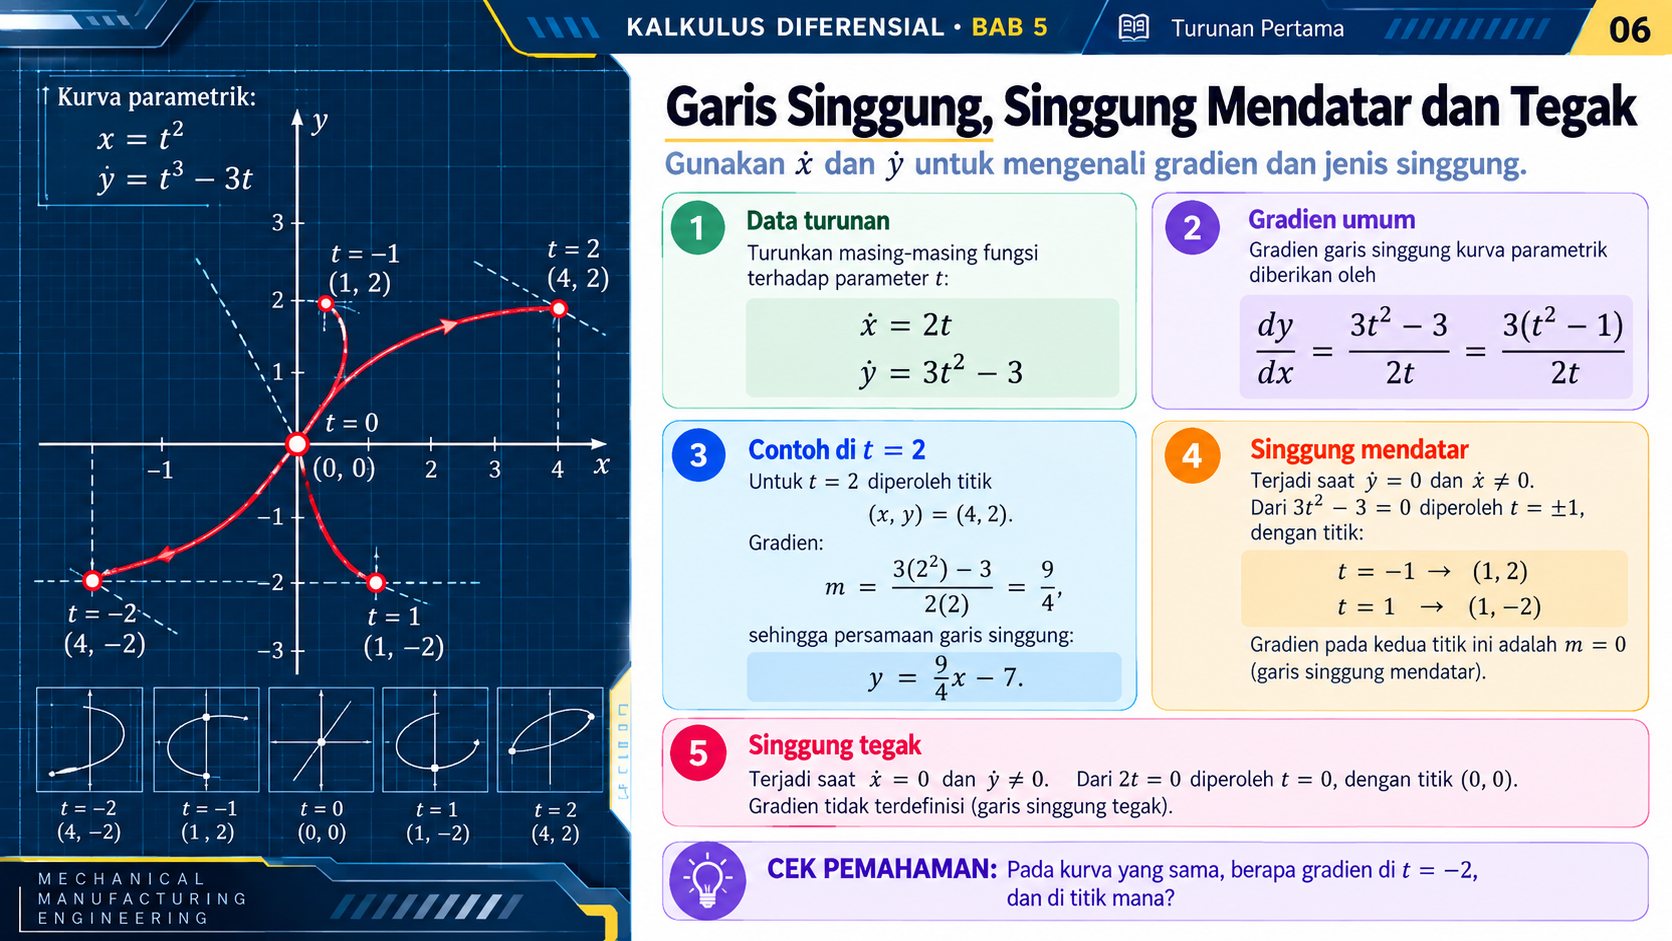 KALKULUS DIFERENSIAL • BAB 5
Turunan Pertama
06
Kurva parametrik:
x = t²
ẏ = t³ − 3t
y
3
2
1
−1
−2
−3
−1
2
3
4
x
t = −1
(1, 2)
t = 2
(4, 2)
t = 0
(0, 0)
t = −2
(4, −2)
t = 1
(1, −2)
t = −2
(4, −2)
t = −1
(1 , 2)
t = 0
(0, 0)
t = 1
(1, −2)
t = 2
(4, 2)
MECHANICAL
MANUFACTURING
ENGINEERING
Garis Singgung, Singgung Mendatar dan Tegak
Gunakan ẋ dan ẏ untuk mengenali gradien dan jenis singgung.
1
Data turunan
Turunkan masing-masing fungsi
terhadap parameter t:
ẋ = 2t
ẏ = 3t² − 3
2
Gradien umum
Gradien garis singgung kurva parametrik
diberikan oleh
dy/dx = (3t² − 3)/2t = 3(t² − 1)/2t
3
Contoh di t = 2
Untuk t = 2 diperoleh titik
(x, y) = (4, 2).
Gradien:
m = (3(2²) − 3)/2(2) = 9/4,
sehingga persamaan garis singgung:
y = 9/4x − 7.
4
Singgung mendatar
Terjadi saat ẏ = 0 dan ẋ ≠ 0.
Dari 3t² − 3 = 0 diperoleh t = ±1,
dengan titik:
t = −1 → (1, 2)
t = 1 → (1, −2)
Gradien pada kedua titik ini adalah m = 0
(garis singgung mendatar).
5
Singgung tegak
Terjadi saat ẋ = 0 dan ẏ ≠ 0. Dari 2t = 0 diperoleh t = 0, dengan titik (0, 0).
Gradien tidak terdefinisi (garis singgung tegak).
CEK PEMAHAMAN: Pada kurva yang sama, berapa gradien di t = −2,
dan di titik mana?